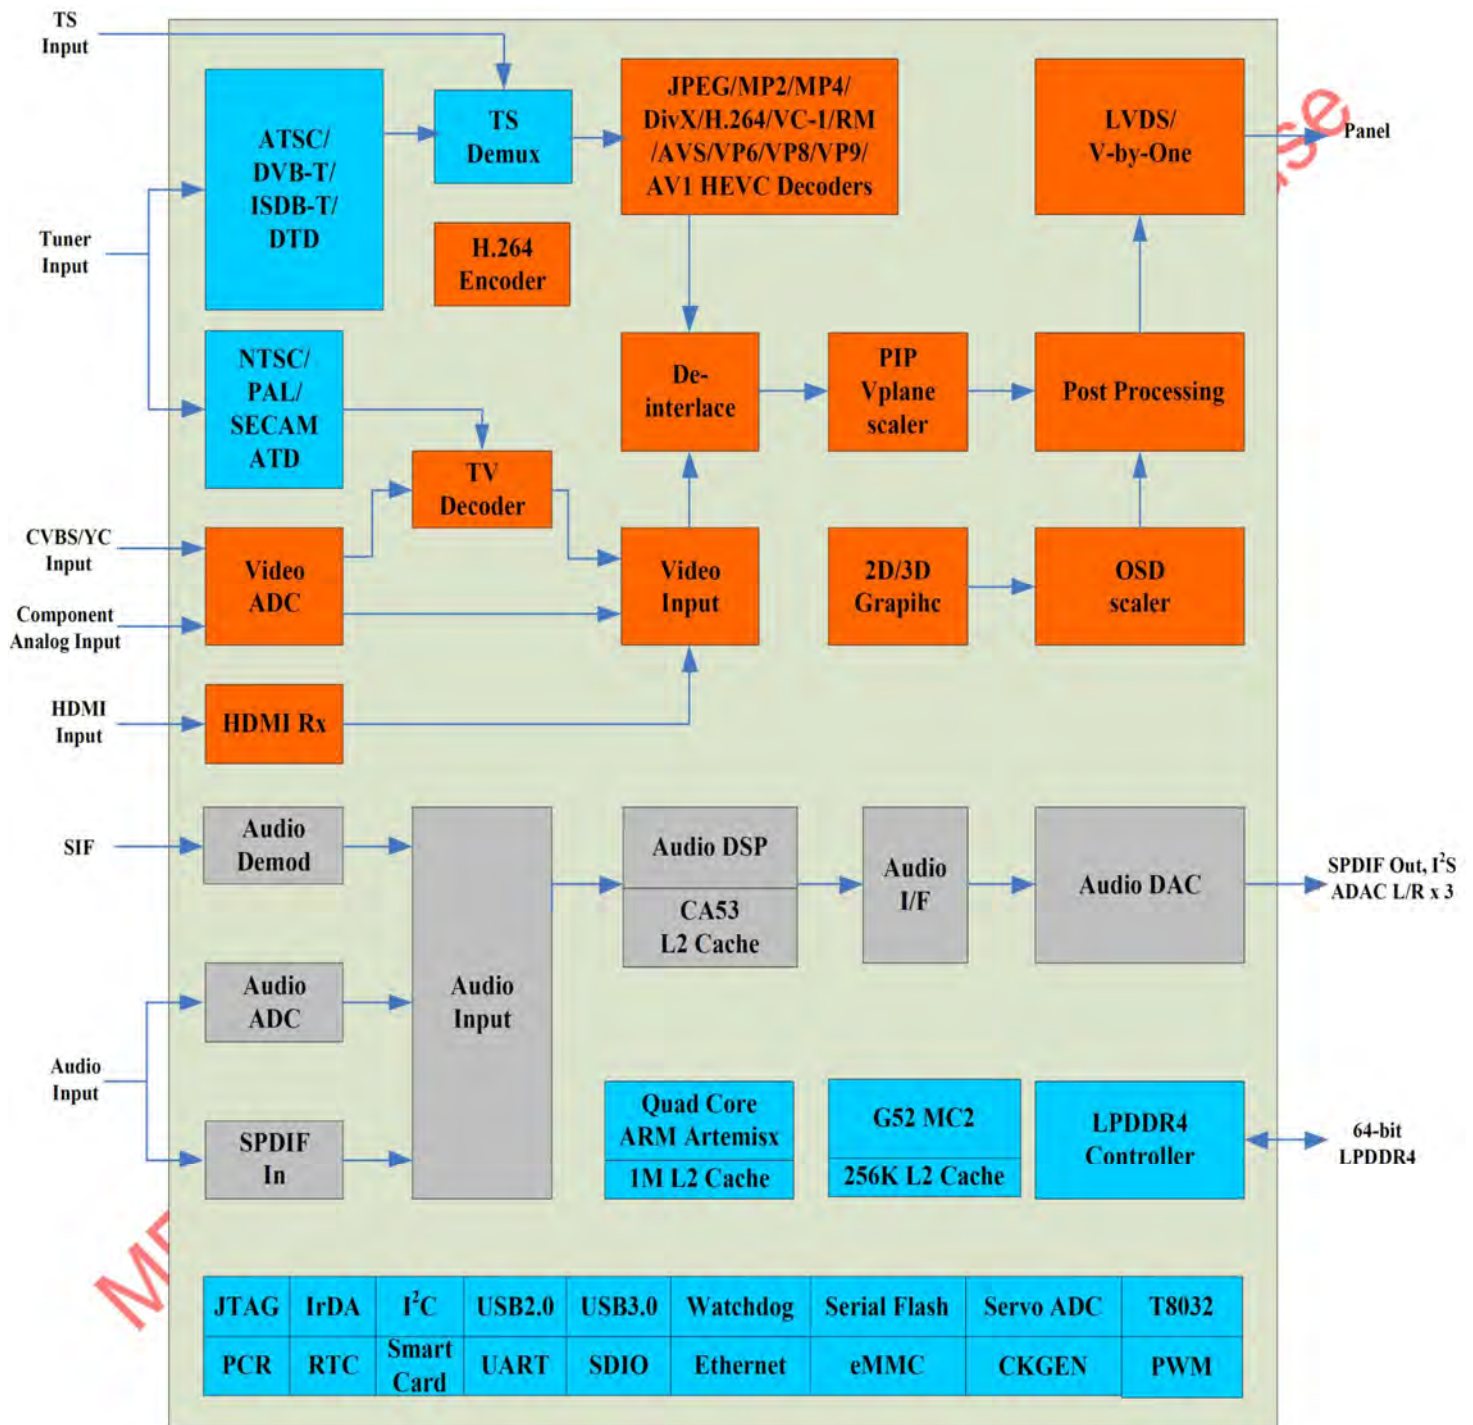 TS
Input
ATSC/
DVB-T/
ISDB-T/
DTD
TS
Demux
JPEG/MP2/MP4/
DivX/H.264/VC-1/RM
/AVS/VP6/VP8/VP9/
AV1 HEVC Decoders
LVDS/
V-by-One
Panel
Tuner
Input
H.264
Encoder
NTSC/
PAL/
SECAM
ATD
De-
interlace
PIP
Vplane
scaler
Post Processing
TV
Decoder
CVBS/YC
Input
Component
Analog Input
Video
ADC
Video
Input
2D/3D
Grapihc
OSD
scaler
HDMI
Input
HDMI Rx
SIF
Audio
Demod
Audio
Input
Audio DSP
CA53
L2 Cache
Audio
I/F
Audio DAC
SPDIF Out, I²S
ADAC L/R x 3
Audio
ADC
Audio
Input
SPDIF
In
Quad Core
ARM Artemisx
1M L2 Cache
G52 MC2
256K L2 Cache
LPDDR4
Controller
64-bit
LPDDR4
JTAG IrDA I²C USB2.0 USB3.0 Watchdog Serial Flash Servo ADC T8032
PCR RTC Smart Card UART SDIO Ethernet eMMC CKGEN PWM